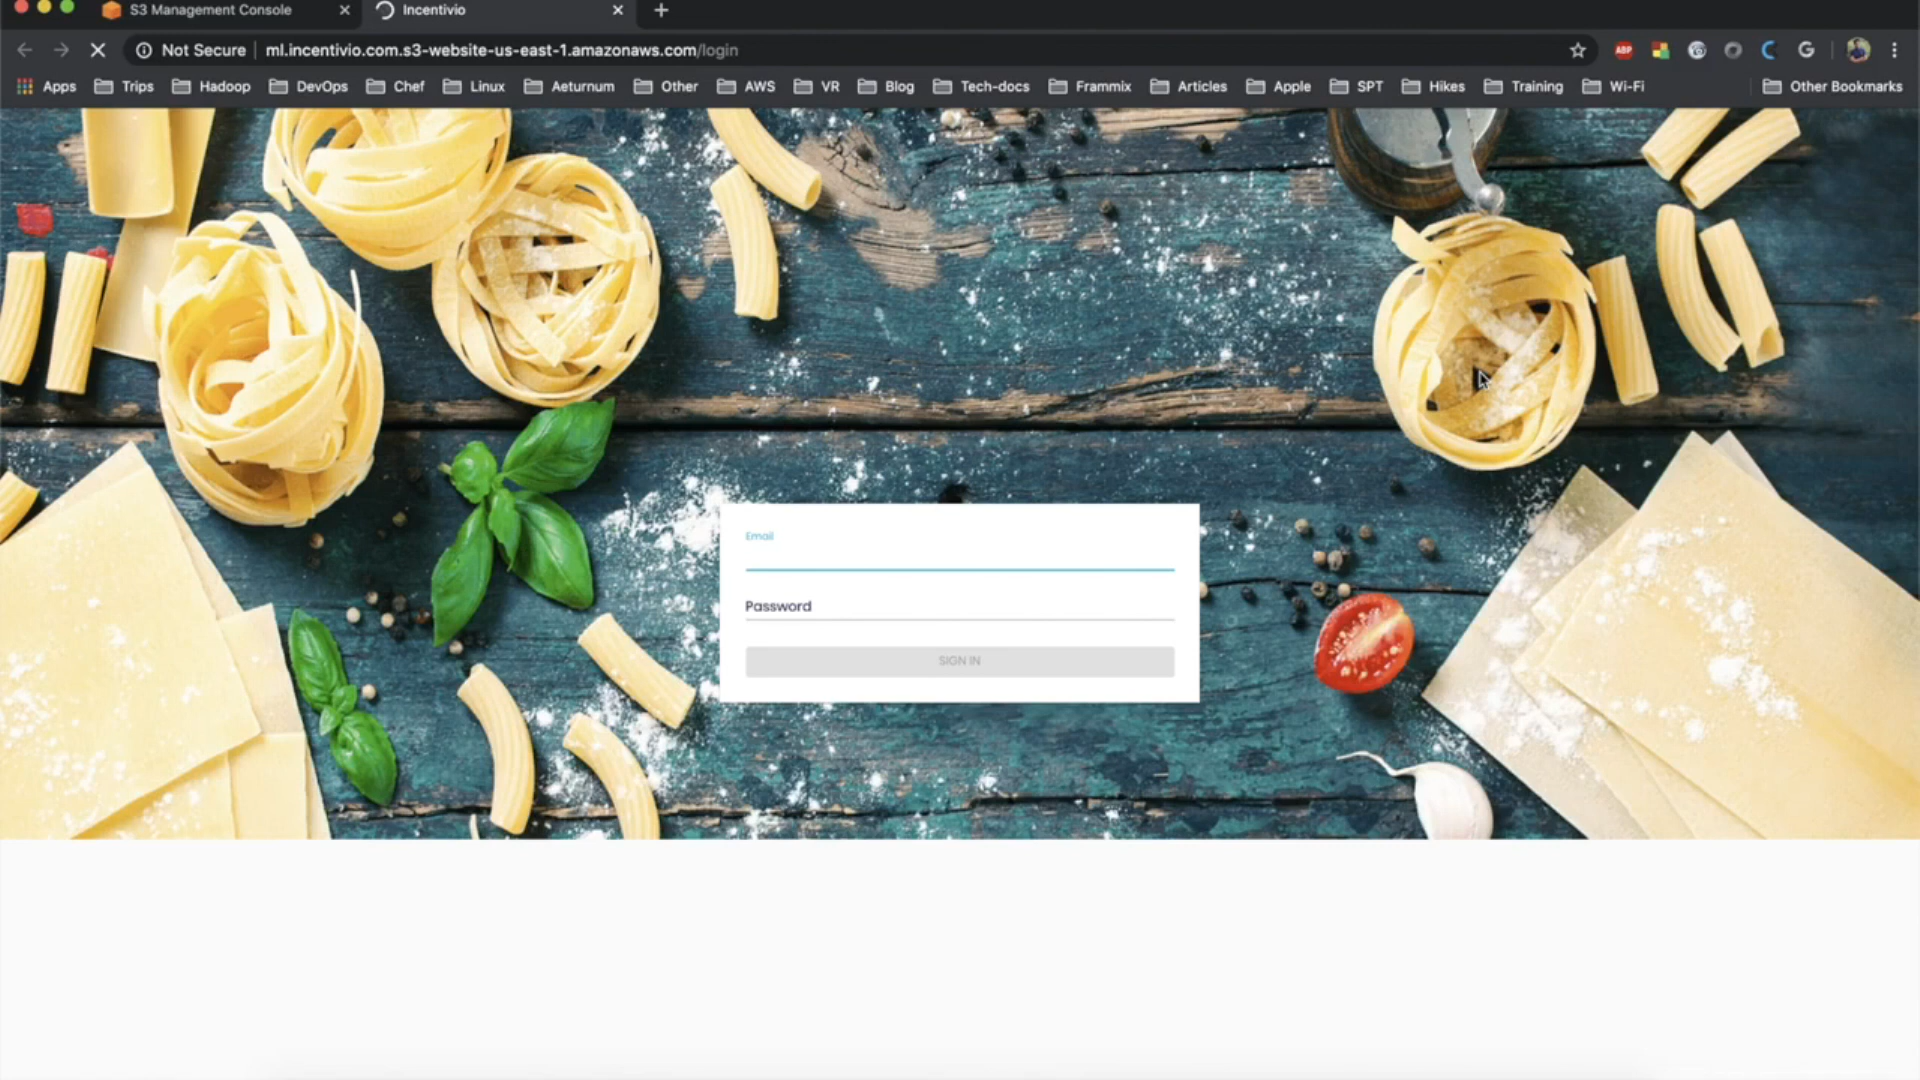 S3 Management Console
Incentivio
Not Secure
ml.incentivio.com.s3-website-us-east-1.amazonaws.com/login
ABP
G
Apps Trips Hadoop DevOps Chef Linux Aeturnum Other AWS VR Blog Tech-docs Frammix Articles Apple SPT Hikes Training Wi-Fi Other Bookmarks
Email
Password
SIGN IN